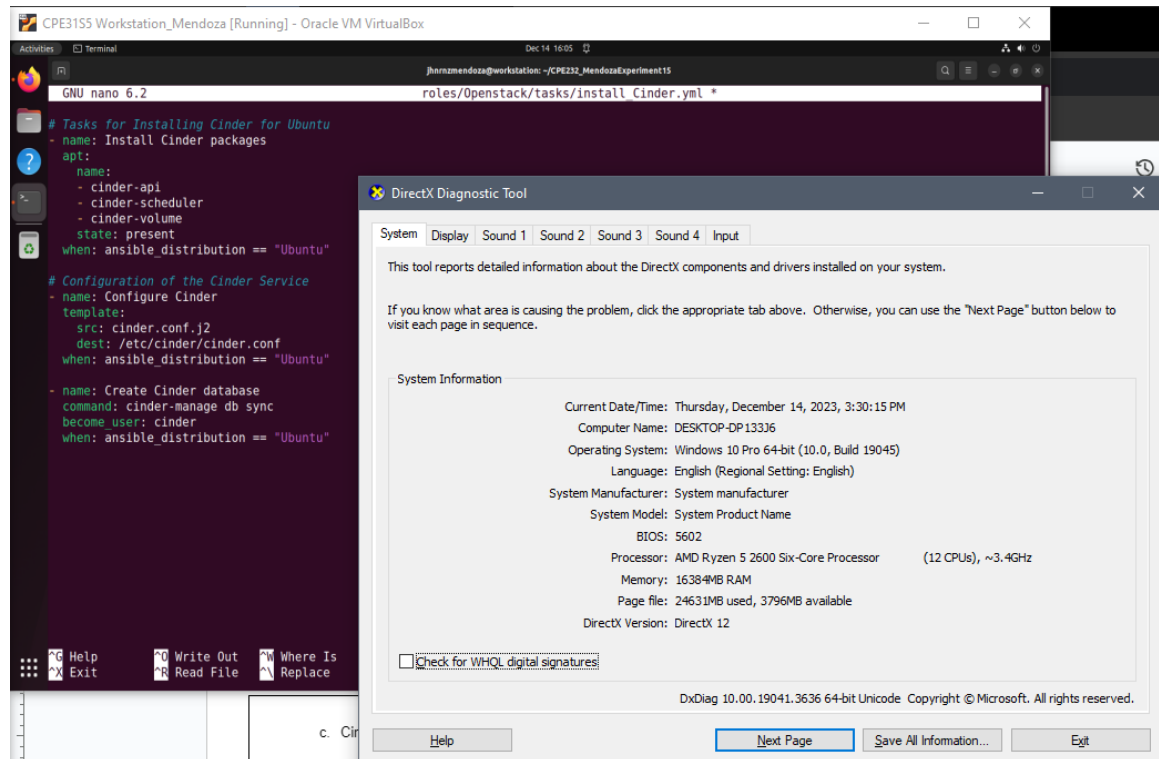 CPE31S5 Workstation_Mendoza [Running] - Oracle VM VirtualBox
Activities Terminal Dec 14 16:05
jhnrnzmendoza@workstation: ~/CPE232_MendozaExperiment15
GNU nano 6.2 roles/Openstack/tasks/install_Cinder.yml *
# Tasks for Installing Cinder for Ubuntu
- name: Install Cinder packages
apt:
name:
- cinder-api
- cinder-scheduler
- cinder-volume
state: present
when: ansible_distribution == "Ubuntu"
# Configuration of the Cinder Service
- name: Configure Cinder
template:
src: cinder.conf.j2
dest: /etc/cinder/cinder.conf
when: ansible_distribution == "Ubuntu"
- name: Create Cinder database
command: cinder-manage db sync
become_user: cinder
when: ansible_distribution == "Ubuntu"
^G Help ^O Write Out ^W Where Is
^X Exit ^R Read File ^\ Replace
c. Cin
DirectX Diagnostic Tool
System Display Sound 1 Sound 2 Sound 3 Sound 4 Input
This tool reports detailed information about the DirectX components and drivers installed on your system.
If you know what area is causing the problem, click the appropriate tab above. Otherwise, you can use the "Next Page" button below to
visit each page in sequence.
System Information
Current Date/Time: Thursday, December 14, 2023, 3:30:15 PM
Computer Name: DESKTOP-DP133J6
Operating System: Windows 10 Pro 64-bit (10.0, Build 19045)
Language: English (Regional Setting: English)
System Manufacturer: System manufacturer
System Model: System Product Name
BIOS: 5602
Processor: AMD Ryzen 5 2600 Six-Core Processor (12 CPUs), ~3.4GHz
Memory: 16384MB RAM
Page file: 24631MB used, 3796MB available
DirectX Version: DirectX 12
Check for WHQL digital signatures
DxDiag 10.00.19041.3636 64-bit Unicode Copyright © Microsoft. All rights reserved.
Help Next Page Save All Information... Exit